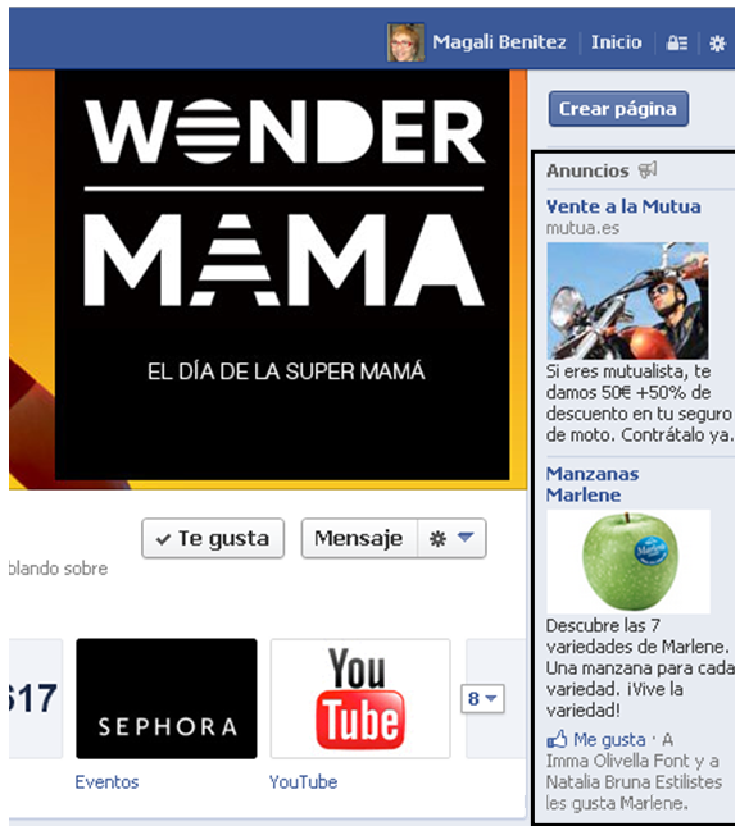 Magali Benitez Inicio
Crear página
WONDER
MAMA
EL DÍA DE LA SUPER MAMÁ
Te gusta
Mensaje
blando sobre
617
SEPHORA
You
Tube
8
Eventos
YouTube
Anuncios
Vente a la Mutua
mutua.es
Si eres mutualista, te
damos 50€ +50% de
descuento en tu seguro
de moto. Contrátalo ya.
Manzanas
Marlene
Marlene
Descubre las 7
variedades de Marlene.
Una manzana para cada
variedad. ¡Vive la
variedad!
Me gusta · A
Imma Olivella Font y a
Natalia Bruna Estilistes
les gusta Marlene.